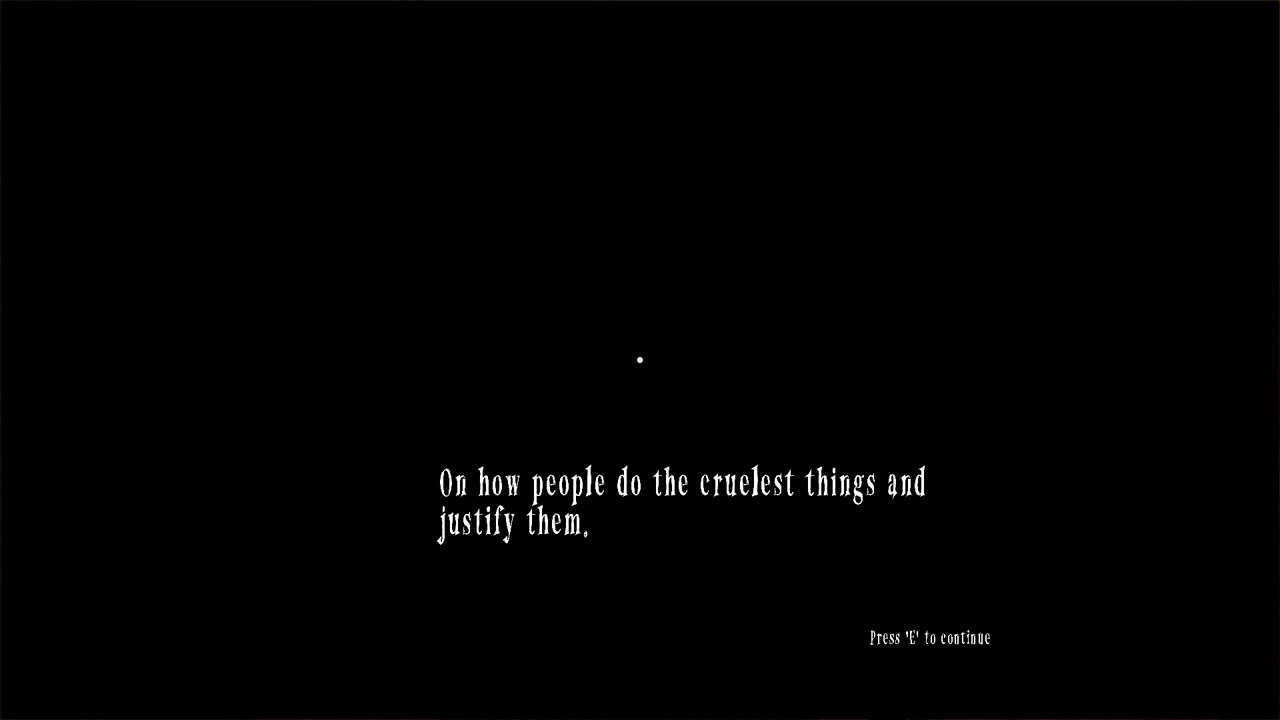 On how people do the cruelest things and
justify them.
Press 'E' to continue